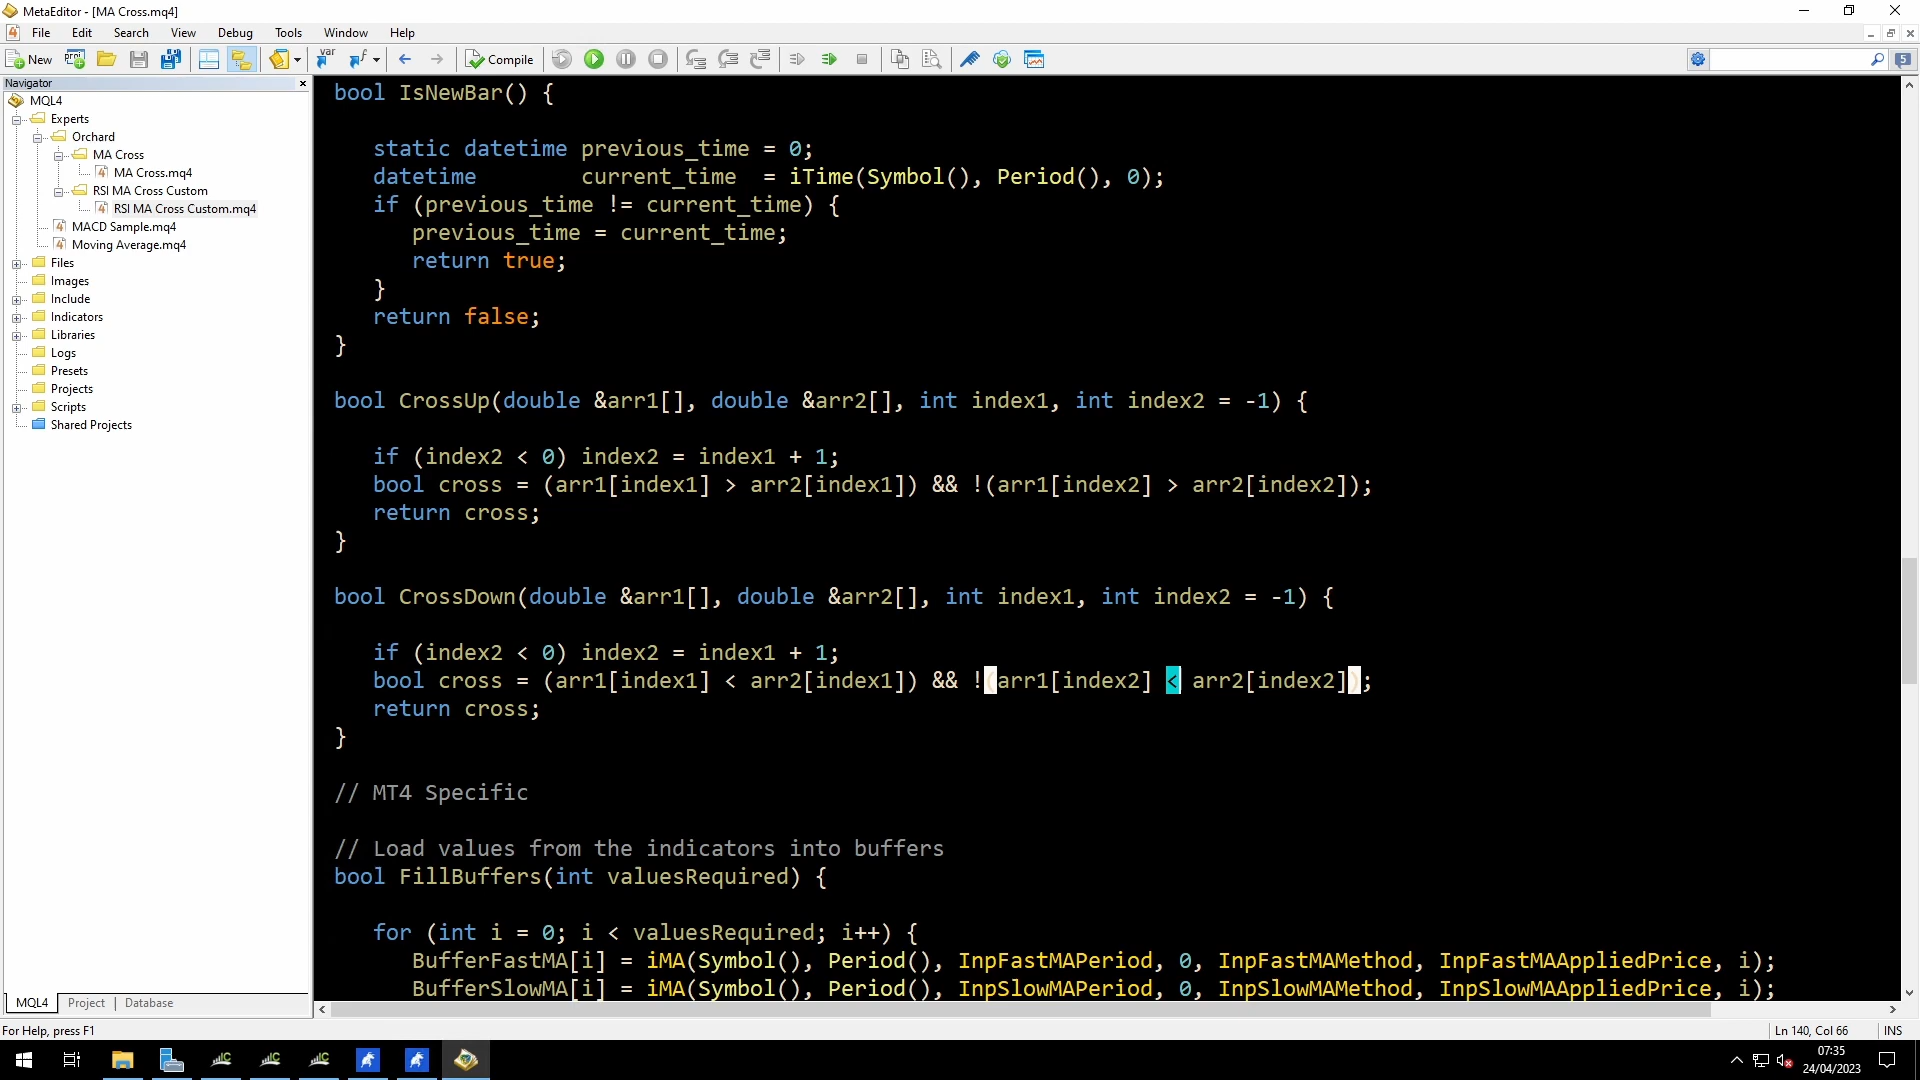 MetaEditor - [MA Cross.mq4]
File Edit Search View Debug Tools Window Help
New Compile 5
Navigator
MQL4
Experts
Orchard
MA Cross
MA Cross.mq4
RSI MA Cross Custom
RSI MA Cross Custom.mq4
MACD Sample.mq4
Moving Average.mq4
Files
Images
Include
Indicators
Libraries
Logs
Presets
Projects
Scripts
Shared Projects
MQL4 Project Database
bool IsNewBar() {
static datetime previous_time = 0;
datetime current_time = iTime(Symbol(), Period(), 0);
if (previous_time != current_time) {
previous_time = current_time;
return true;
}
return false;
}
bool CrossUp(double &arr1[], double &arr2[], int index1, int index2 = -1) {
if (index2 < 0) index2 = index1 + 1;
bool cross = (arr1[index1] > arr2[index1]) && !(arr1[index2] > arr2[index2]);
return cross;
}
bool CrossDown(double &arr1[], double &arr2[], int index1, int index2 = -1) {
if (index2 < 0) index2 = index1 + 1;
bool cross = (arr1[index1] < arr2[index1]) && !(arr1[index2] < arr2[index2]);
return cross;
}
// MT4 Specific
// Load values from the indicators into buffers
bool FillBuffers(int valuesRequired) {
for (int i = 0; i < valuesRequired; i++) {
BufferFastMA[i] = iMA(Symbol(), Period(), InpFastMAPeriod, 0, InpFastMAMethod, InpFastMAAppliedPrice, i);
BufferSlowMA[i] = iMA(Symbol(), Period(), InpSlowMAPeriod, 0, InpSlowMAMethod, InpSlowMAAppliedPrice, i);
For Help, press F1
Ln 140, Col 66 INS
07:35
24/04/2023